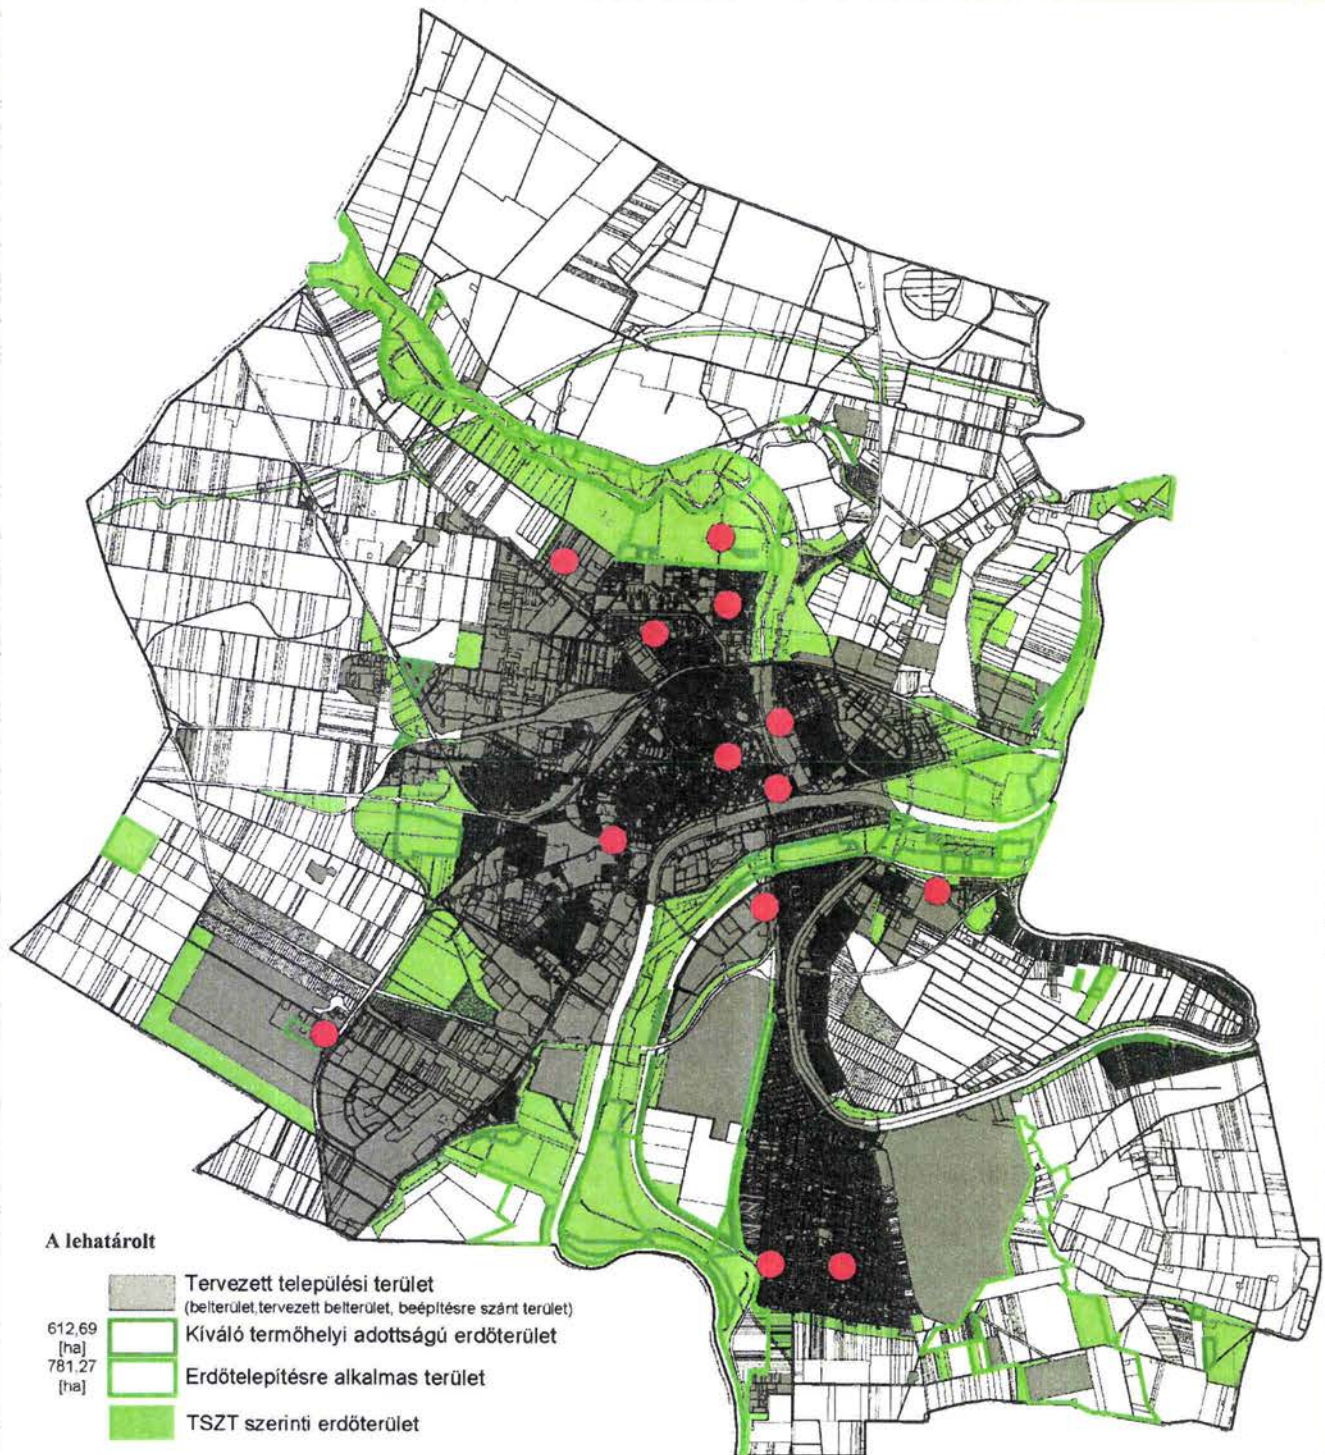 A lehatárolt
Tervezett települési terület
(belterület,tervezett belterület, beépítésre szánt terület)
612,69
[ha]
Kíváló termőhelyi adottságú erdőterület
781,27
[ha]
Erdőtelepítésre alkalmas terület
TSZT szerinti erdőterület